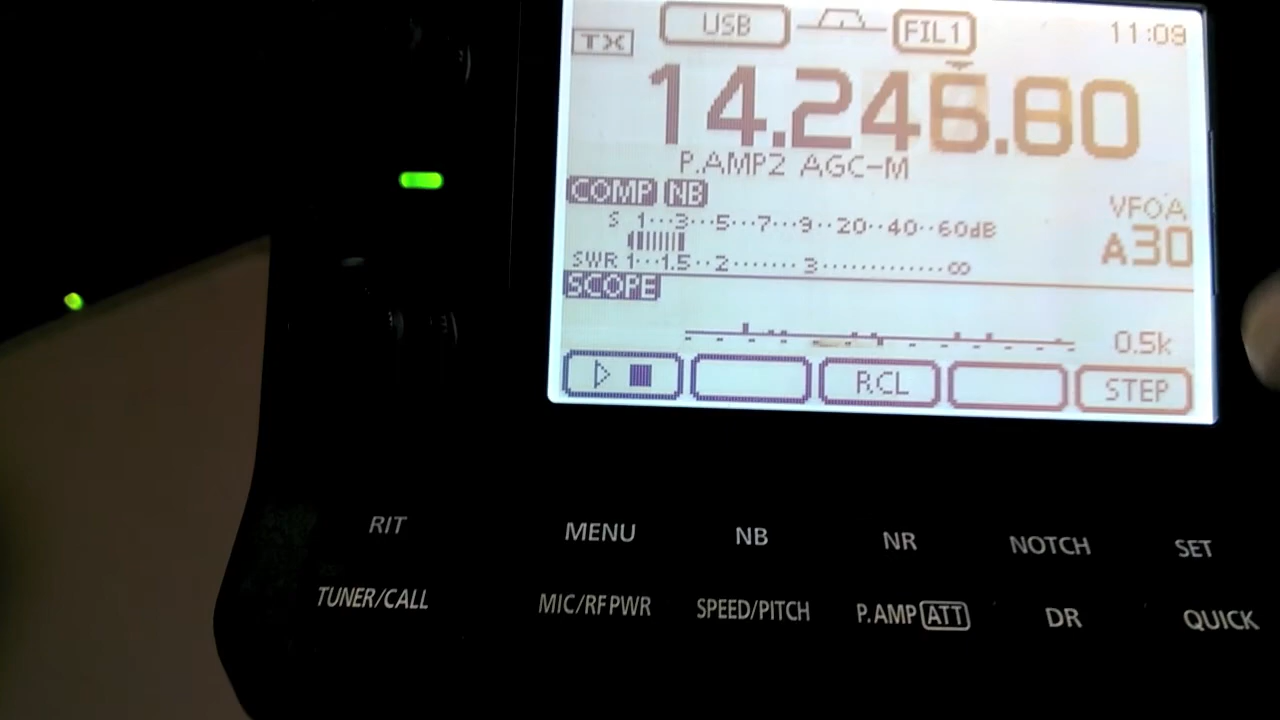 USB FIL1 11:09
TX
14.246.80
P.AMP2 AGC-M
COMP NB
VFOA
S 1···3···5···7···9··20··40··60dB
A30
SWR 1···1.5··2·······3············∞
SCOPE
0.5k
RCL STEP
RIT MENU NB NR NOTCH SET
TUNER/CALL MIC/RF PWR SPEED/PITCH P.AMP ATT DR QUICK